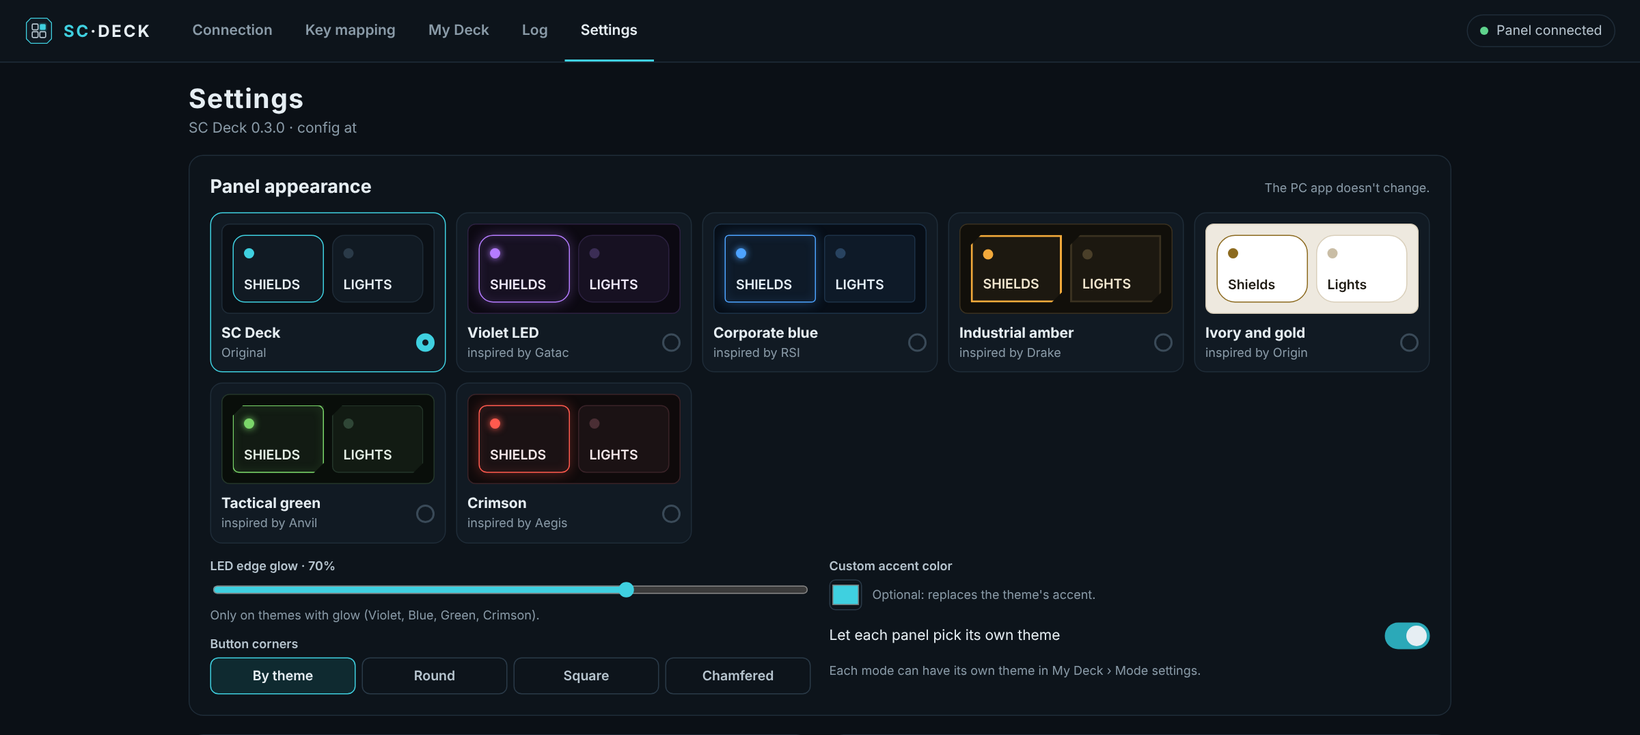 SC·DECK
Connection
Key mapping
My Deck
Log
Settings
Panel connected
Settings
SC Deck 0.3.0 · config at
Panel appearance
The PC app doesn't change.
SHIELDS
LIGHTS
SC Deck
Original
SHIELDS
LIGHTS
Violet LED
inspired by Gatac
SHIELDS
LIGHTS
Corporate blue
inspired by RSI
SHIELDS
LIGHTS
Industrial amber
inspired by Drake
Shields
Lights
Ivory and gold
inspired by Origin
SHIELDS
LIGHTS
Tactical green
inspired by Anvil
SHIELDS
LIGHTS
Crimson
inspired by Aegis
LED edge glow · 70%
Only on themes with glow (Violet, Blue, Green, Crimson).
Button corners
By theme
Round
Square
Chamfered
Custom accent color
Optional: replaces the theme's accent.
Let each panel pick its own theme
Each mode can have its own theme in My Deck › Mode settings.